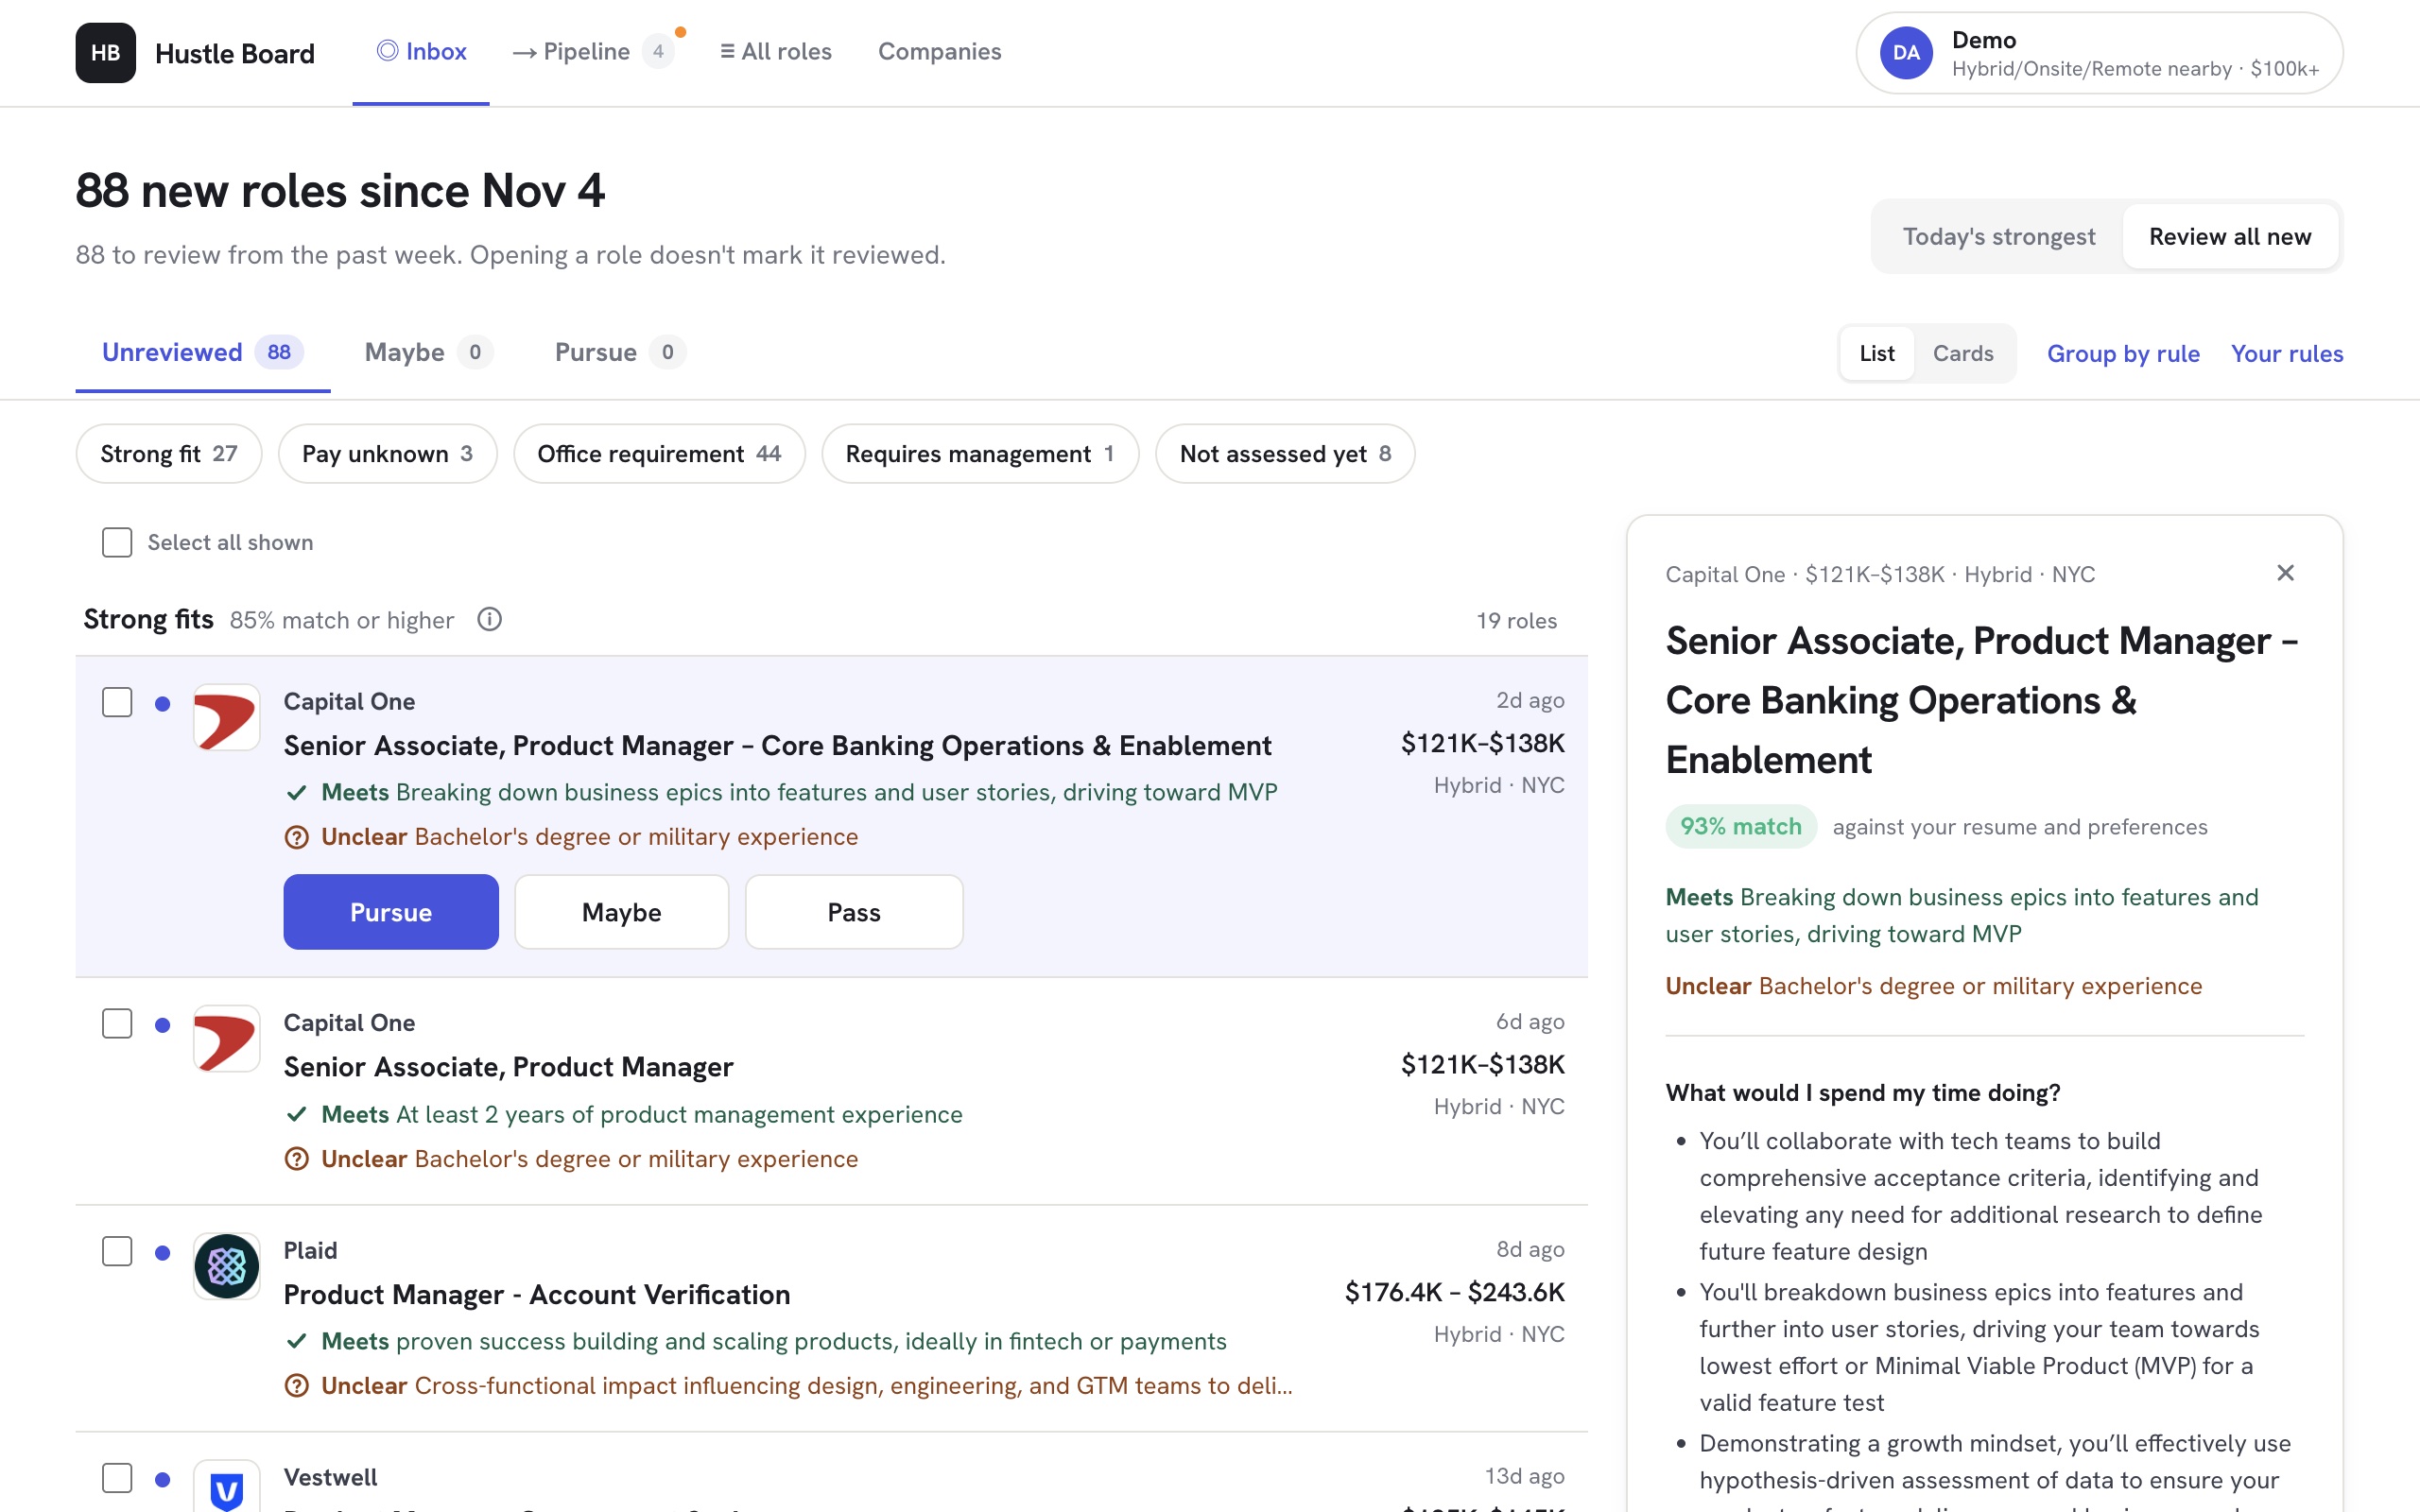 HB Hustle Board Inbox → Pipeline 4 ≡ All roles Companies
DA Demo
Hybrid/Onsite/Remote nearby · $100k+
88 new roles since Nov 4
88 to review from the past week. Opening a role doesn't mark it reviewed.
Today's strongest Review all new
Unreviewed 88 Maybe 0 Pursue 0
List Cards Group by rule Your rules
Strong fit 27 Pay unknown 3 Office requirement 44 Requires management 1 Not assessed yet 8
Select all shown
Strong fits 85% match or higher 19 roles
Capital One 2d ago
Senior Associate, Product Manager – Core Banking Operations & Enablement $121K–$138K
Meets Breaking down business epics into features and user stories, driving toward MVP Hybrid · NYC
Unclear Bachelor's degree or military experience
Pursue Maybe Pass
Capital One 6d ago
Senior Associate, Product Manager $121K–$138K
Meets At least 2 years of product management experience Hybrid · NYC
Unclear Bachelor's degree or military experience
Plaid 8d ago
Product Manager - Account Verification $176.4K – $243.6K
Meets proven success building and scaling products, ideally in fintech or payments Hybrid · NYC
Unclear Cross-functional impact influencing design, engineering, and GTM teams to deli...
Vestwell 13d ago
Capital One · $121K–$138K · Hybrid · NYC
Senior Associate, Product Manager –
Core Banking Operations &
Enablement
93% match against your resume and preferences
Meets Breaking down business epics into features and
user stories, driving toward MVP
Unclear Bachelor's degree or military experience
What would I spend my time doing?
• You’ll collaborate with tech teams to build
comprehensive acceptance criteria, identifying and
elevating any need for additional research to define
future feature design
• You'll breakdown business epics into features and
further into user stories, driving your team towards
lowest effort or Minimal Viable Product (MVP) for a
valid feature test
• Demonstrating a growth mindset, you’ll effectively use
hypothesis-driven assessment of data to ensure your